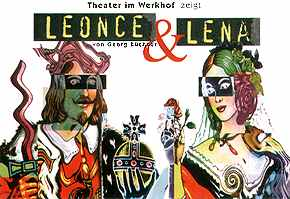 Theater im Werkhof zeigt
LEONCE & LENA
von Georg Büchner